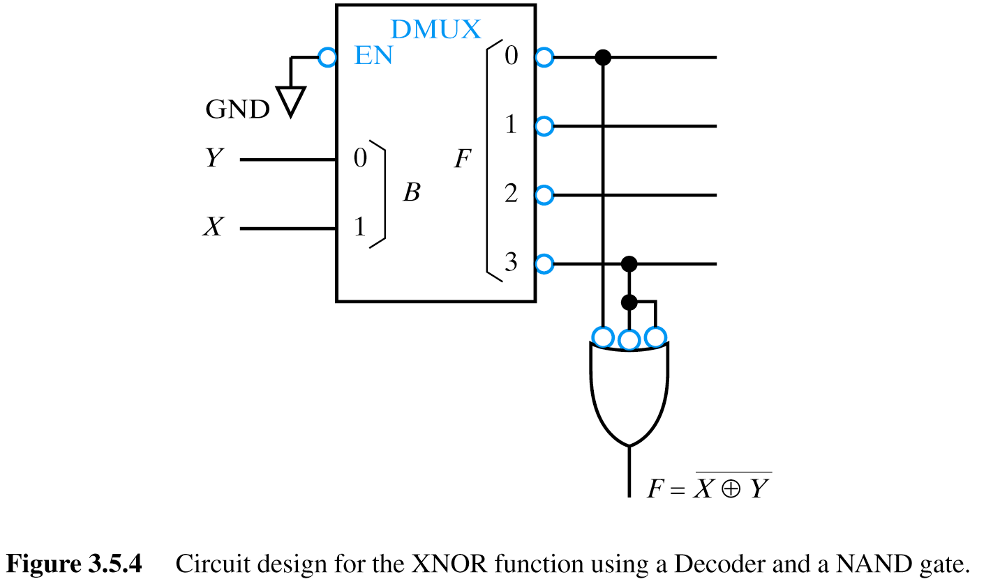 DMUX
EN 0
GND
1
Y 0 F
B 2
X 1
3
F = \overline{X ⊕ Y}
Figure 3.5.4 Circuit design for the XNOR function using a Decoder and a NAND gate.